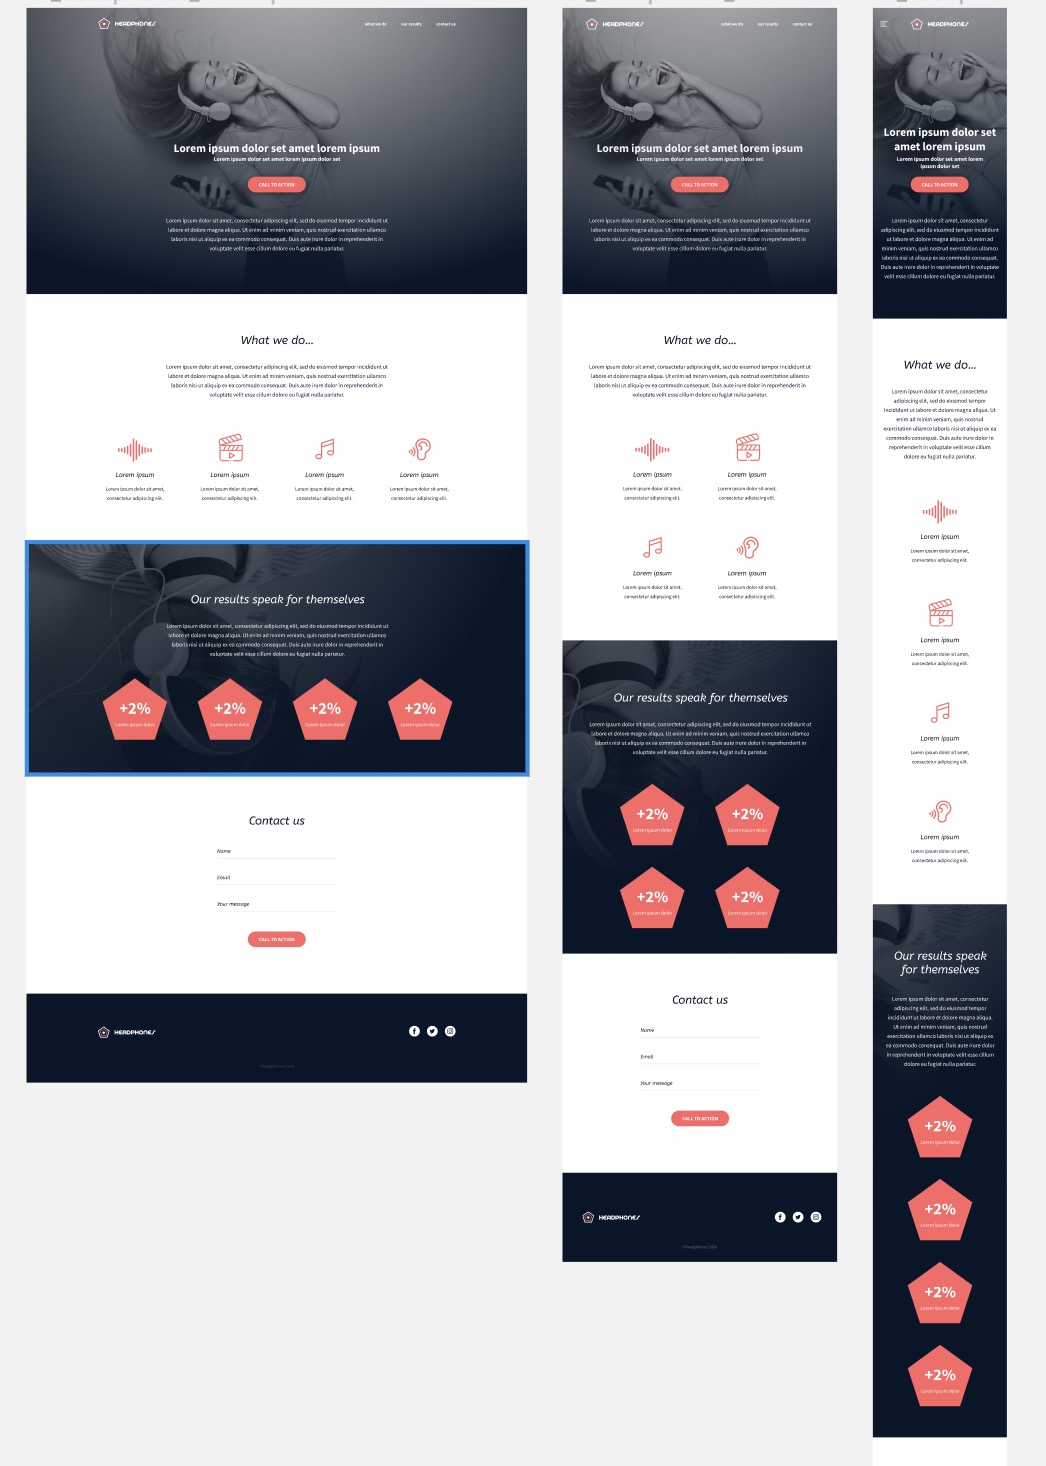 HEADPHONES
what we do
our results
contact us
Lorem ipsum dolor set amet lorem ipsum
Lorem ipsum dolor set amet lorem ipsum dolor set
CALL TO ACTION
Lorem ipsum dolor sit amet, consectetur adipiscing elit, sed do eiusmod tempor incididunt ut
labore et dolore magna aliqua. Ut enim ad minim veniam, quis nostrud exercitation ullamco
laboris nisi ut aliquip ex ea commodo consequat. Duis aute irure dolor in reprehenderit in
voluptate velit esse cillum dolore eu fugiat nulla pariatur.
What we do...
Lorem ipsum dolor sit amet, consectetur adipiscing elit, sed do eiusmod tempor incididunt ut
labore et dolore magna aliqua. Ut enim ad minim veniam, quis nostrud exercitation ullamco
laboris nisi ut aliquip ex ea commodo consequat. Duis aute irure dolor in reprehenderit in
voluptate velit esse cillum dolore eu fugiat nulla pariatur.
Lorem ipsum
Lorem ipsum dolor sit amet,
consectetur adipiscing elit.
Lorem ipsum
Lorem ipsum dolor sit amet,
consectetur adipiscing elit.
Lorem ipsum
Lorem ipsum dolor sit amet,
consectetur adipiscing elit.
Lorem ipsum
Lorem ipsum dolor sit amet,
consectetur adipiscing elit.
Our results speak for themselves
Lorem ipsum dolor sit amet, consectetur adipiscing elit, sed do eiusmod tempor incididunt ut
labore et dolore magna aliqua. Ut enim ad minim veniam, quis nostrud exercitation ullamco
laboris nisi ut aliquip ex ea commodo consequat. Duis aute irure dolor in reprehenderit in
voluptate velit esse cillum dolore eu fugiat nulla pariatur.
+2%
Lorem ipsum dolor
+2%
Lorem ipsum dolor
+2%
Lorem ipsum dolor
+2%
Lorem ipsum dolor
Contact us
Name
Email
Your message
CALL TO ACTION
HEADPHONES
HEADPHONES
what we do
our results
contact us
Lorem ipsum dolor set amet lorem ipsum
Lorem ipsum dolor set amet lorem ipsum dolor set
CALL TO ACTION
Lorem ipsum dolor sit amet, consectetur adipiscing elit, sed do eiusmod tempor incididunt ut
labore et dolore magna aliqua. Ut enim ad minim veniam, quis nostrud exercitation ullamco
laboris nisi ut aliquip ex ea commodo consequat. Duis aute irure dolor in reprehenderit in
voluptate velit esse cillum dolore eu fugiat nulla pariatur.
What we do...
Lorem ipsum dolor sit amet, consectetur adipiscing elit, sed do eiusmod tempor incididunt ut
labore et dolore magna aliqua. Ut enim ad minim veniam, quis nostrud exercitation ullamco
laboris nisi ut aliquip ex ea commodo consequat. Duis aute irure dolor in reprehenderit in
voluptate velit esse cillum dolore eu fugiat nulla pariatur.
Lorem ipsum
Lorem ipsum dolor sit amet,
consectetur adipiscing elit.
Lorem ipsum
Lorem ipsum dolor sit amet,
consectetur adipiscing elit.
Lorem ipsum
Lorem ipsum dolor sit amet,
consectetur adipiscing elit.
Lorem ipsum
Lorem ipsum dolor sit amet,
consectetur adipiscing elit.
Our results speak for themselves
Lorem ipsum dolor sit amet, consectetur adipiscing elit, sed do eiusmod tempor incididunt ut
labore et dolore magna aliqua. Ut enim ad minim veniam, quis nostrud exercitation ullamco
laboris nisi ut aliquip ex ea commodo consequat. Duis aute irure dolor in reprehenderit in
voluptate velit esse cillum dolore eu fugiat nulla pariatur.
+2%
Lorem ipsum dolor
+2%
Lorem ipsum dolor
+2%
Lorem ipsum dolor
+2%
Lorem ipsum dolor
Contact us
Name
Email
Your message
CALL TO ACTION
HEADPHONES
HEADPHONES
Lorem ipsum dolor set
amet lorem ipsum
Lorem ipsum dolor set amet lorem
ipsum dolor set
CALL TO ACTION
Lorem ipsum dolor sit amet, consectetur
adipiscing elit, sed do eiusmod tempor incididunt
ut labore et dolore magna aliqua. Ut enim ad
minim veniam, quis nostrud exercitation ullamco
laboris nisi ut aliquip ex ea commodo consequat.
Duis aute irure dolor in reprehenderit in voluptate
velit esse cillum dolore eu fugiat nulla pariatur.
What we do...
Lorem ipsum dolor sit amet, consectetur
adipiscing elit, sed do eiusmod tempor
incididunt ut labore et dolore magna aliqua. Ut
enim ad minim veniam, quis nostrud
exercitation ullamco laboris nisi ut aliquip ex ea
commodo consequat. Duis aute irure dolor in
reprehenderit in voluptate velit esse cillum
dolore eu fugiat nulla pariatur.
Lorem ipsum
Lorem ipsum dolor sit amet,
consectetur adipiscing elit.
Lorem ipsum
Lorem ipsum dolor sit amet,
consectetur adipiscing elit.
Lorem ipsum
Lorem ipsum dolor sit amet,
consectetur adipiscing elit.
Lorem ipsum
Lorem ipsum dolor sit amet,
consectetur adipiscing elit.
Our results speak
for themselves
Lorem ipsum dolor sit amet, consectetur
adipiscing elit, sed do eiusmod tempor
incididunt ut labore et dolore magna aliqua.
Ut enim ad minim veniam, quis nostrud
exercitation ullamco laboris nisi ut aliquip ex
ea commodo consequat. Duis aute irure dolor
in reprehenderit in voluptate velit esse cillum
dolore eu fugiat nulla pariatur.
+2%
Lorem ipsum dolor
+2%
Lorem ipsum dolor
+2%
Lorem ipsum dolor
+2%
Lorem ipsum dolor